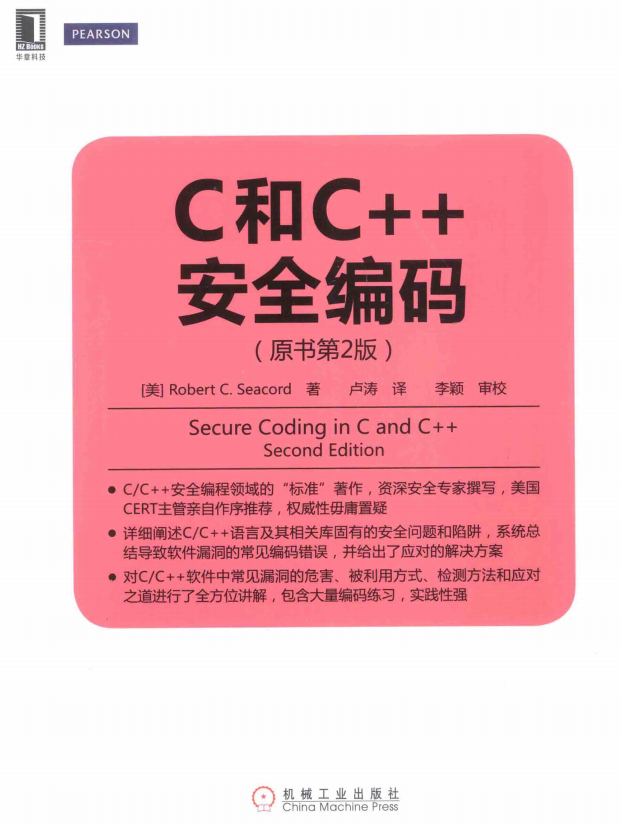 HZ BOOKS
华章科技
PEARSON
C和C++
安全编码
(原书第2版)
[美] Robert C. Seacord 著 卢涛 译 李颖 审校
Secure Coding in C and C++
Second Edition
● C/C++安全编程领域的“标准”著作，资深安全专家撰写，美国
CERT主管亲自作序推荐，权威性毋庸置疑
● 详细阐述C/C++语言及其相关库固有的安全问题和陷阱，系统总
结导致软件漏洞的常见编码错误，并给出了应对的解决方案
● 对C/C++软件中常见漏洞的危害、被利用方式、检测方法和应对
之道进行了全方位讲解，包含大量编码练习，实践性强
机械工业出版社
China Machine Press